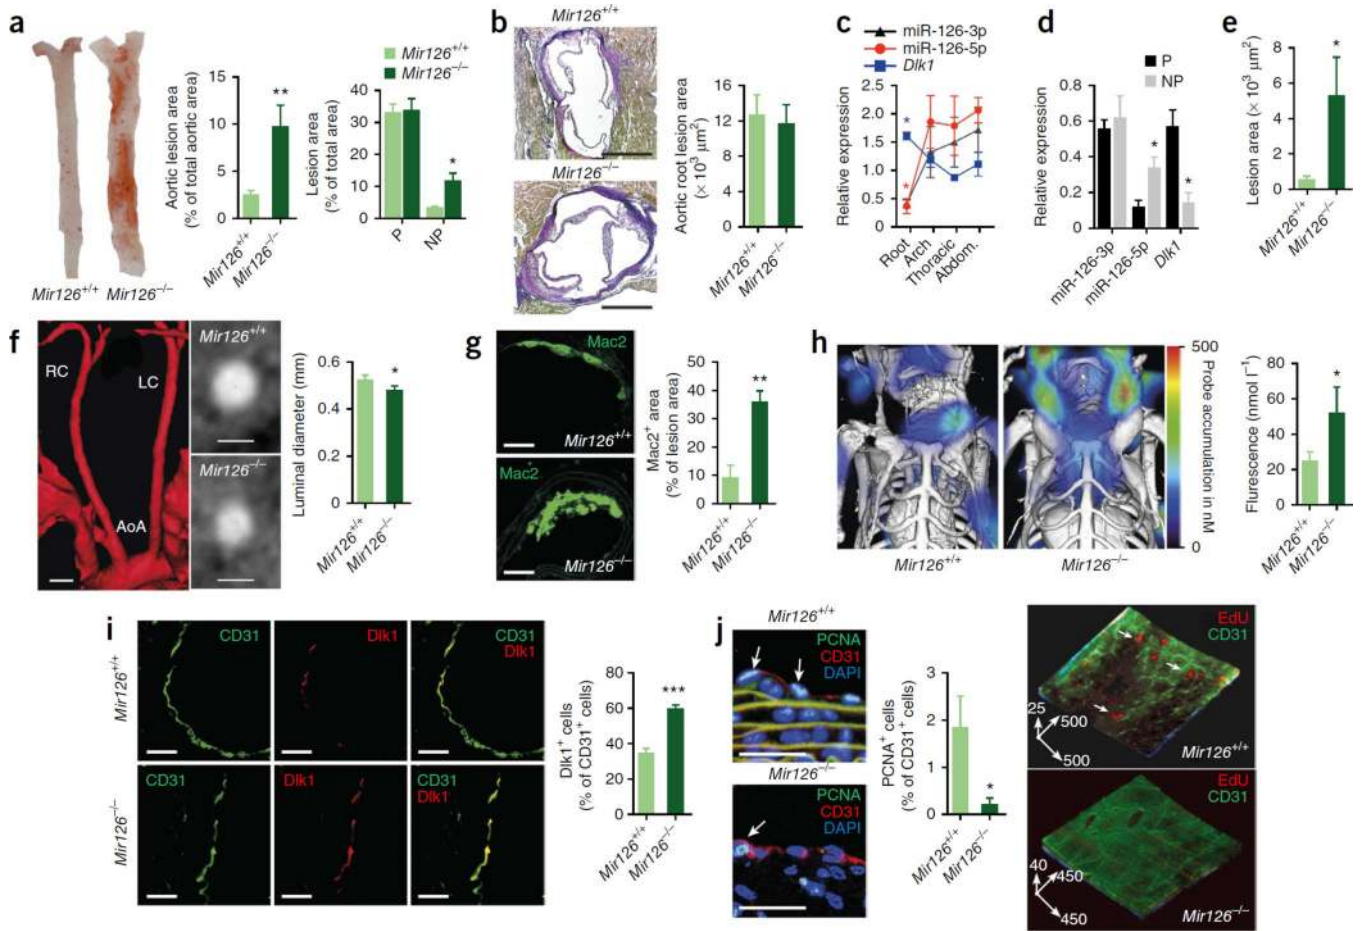 a
Mir126+/+
Mir126−/−
Aortic lesion area
(% of total aortic area)
15
10
5
0
**
Mir126+/+
Mir126−/−
Mir126+/+
Mir126−/−
Lesion area
(% of total area)
50
40
30
20
10
0
*
P
NP
b
Mir126+/+
Mir126−/−
Aortic root lesion area
(× 10³ μm²)
16
12
8
4
0
Mir126+/+
Mir126−/−
c
miR-126-3p
miR-126-5p
Dlk1
Relative expression
2.5
2.0
1.5
1.0
0.5
0
*
*
Root
Arch
Thoracic
Abdom.
d
P
NP
Relative expression
0.8
0.6
0.4
0.2
0
*
*
miR-126-3p
miR-126-5p
Dlk1
e
Lesion area (× 10³ μm²)
8
6
4
2
0
*
Mir126+/+
Mir126−/−
f
RC
LC
AoA
Mir126+/+
Mir126−/−
Luminal diameter (mm)
0.6
0.4
0.2
0
*
Mir126+/+
Mir126−/−
g
Mac2
Mir126+/+
Mac2
+
Mir126−/−
Mac2+ area
(% of lesion area)
50
40
30
20
10
0
**
Mir126+/+
Mir126−/−
h
Mir126+/+
Mir126−/−
500
0
Probe accumulation in nM
Flurescence (nmol l−1)
80
60
40
20
0
*
Mir126+/+
Mir126−/−
i
Mir126+/+
CD31
Dlk1
CD31
Dlk1
Mir126−/−
CD31
Dlk1
CD31
Dlk1
Dlk1+ cells
(% of CD31+ cells)
80
60
40
20
0
***
Mir126+/+
Mir126−/−
j
Mir126+/+
PCNA
CD31
DAPI
Mir126−/−
PCNA
CD31
DAPI
PCNA+ cells
(% of CD31+ cells)
3
2
1
0
*
Mir126+/+
Mir126−/−
EdU
CD31
25
500
500
Mir126+/+
EdU
CD31
40
450
450
Mir126−/−